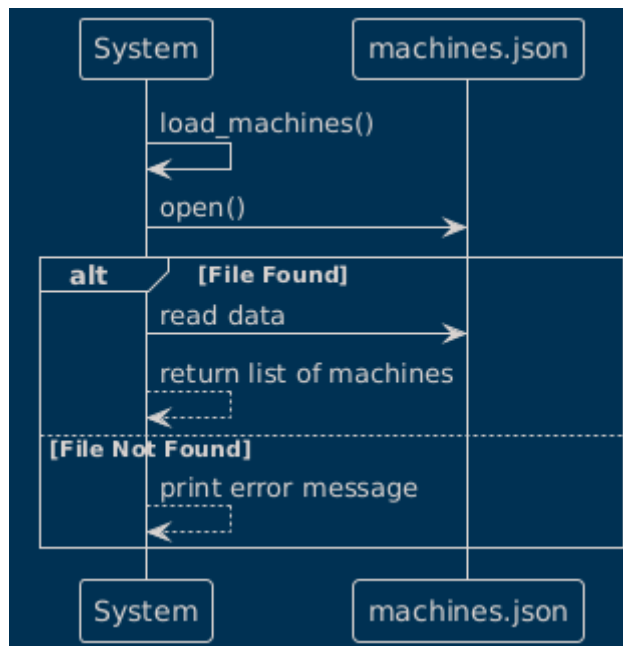 System machines.json
load_machines()
open()
alt [File Found]
read data
return list of machines
[File Not Found]
print error message
System machines.json